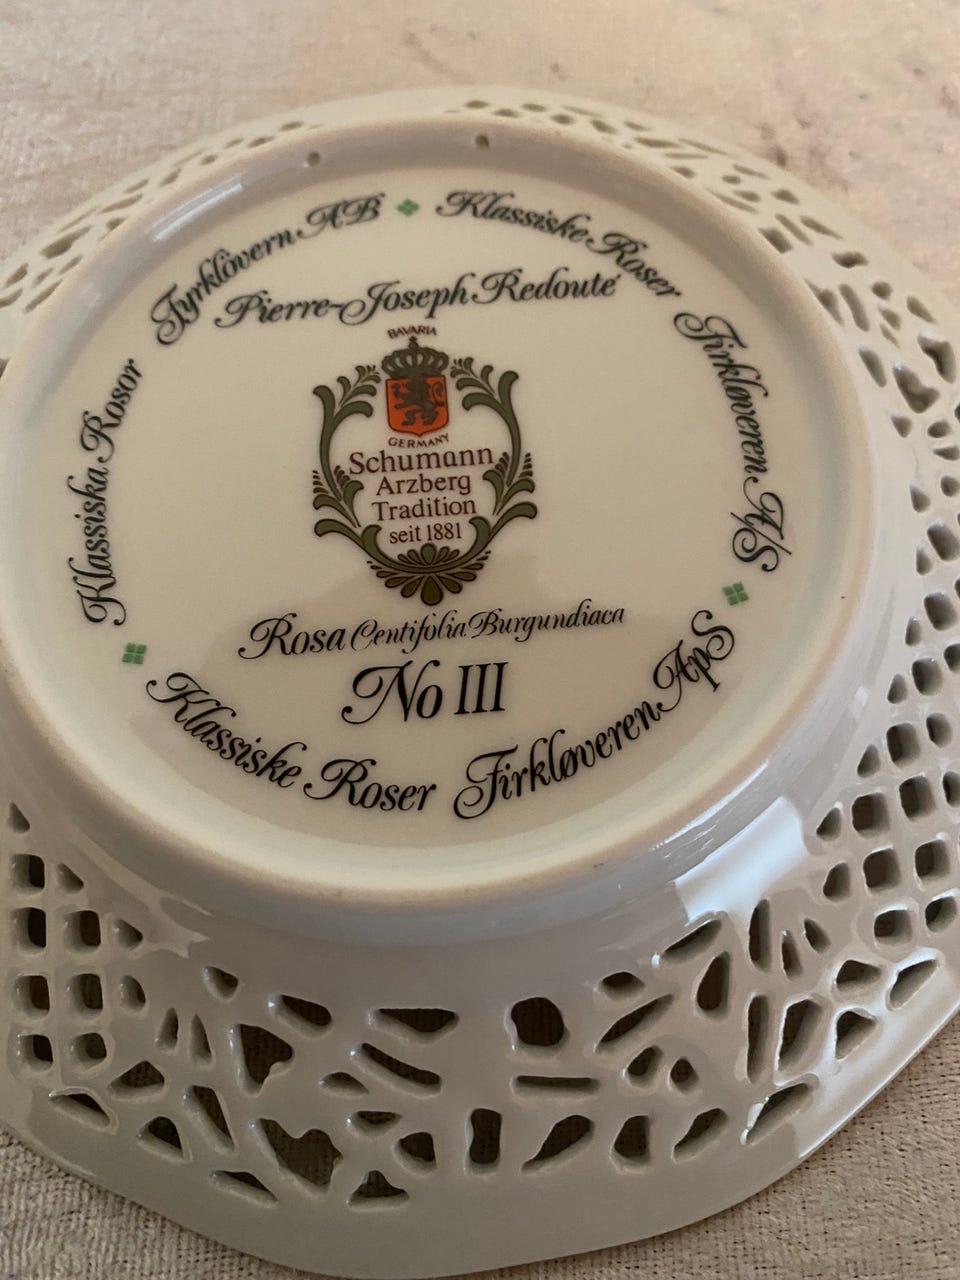 Klassiska Rosor Fyrklövern AB
Klassiske Roser Firkløveren A/S
Pierre-Joseph Redouté
BAVARIA
GERMANY
Schumann
Arzberg
Tradition
seit 1881
Rosa Centifolia Burgundiaca
No III
Klassiske Roser Firkløveren ApS